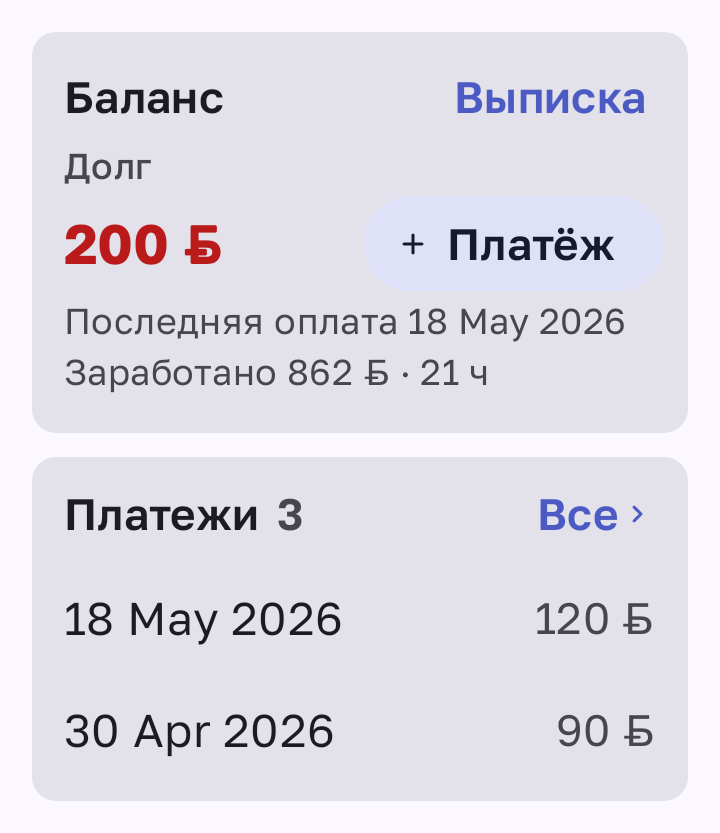 Баланс Выписка
Долг
200 Ƃ + Платёж
Последняя оплата 18 May 2026
Заработано 862 Ƃ · 21 ч
Платежи 3 Все >
18 May 2026 120 Ƃ
30 Apr 2026 90 Ƃ